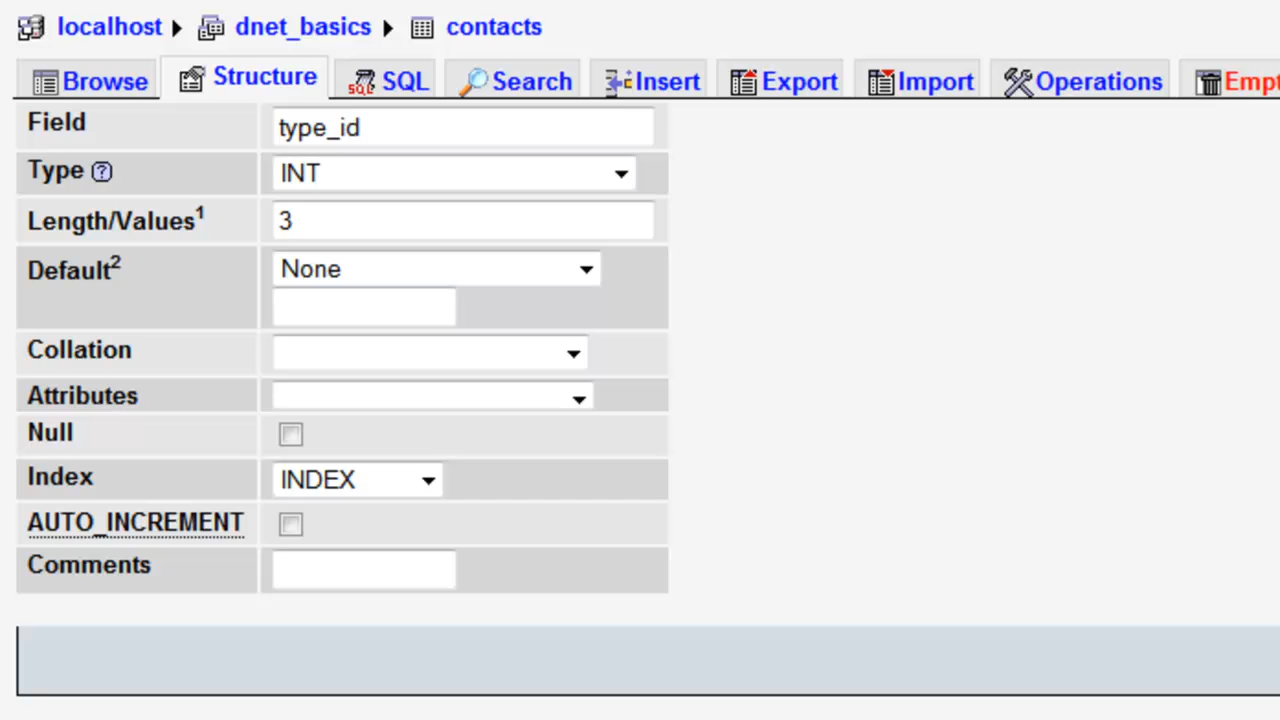 localhost dnet_basics contacts
Browse Structure SQL Search Insert Export Import Operations
Field type_id
Type INT
Length/Values1 3
Default2 None
Collation
Attributes
Null
Index INDEX
AUTO_INCREMENT
Comments